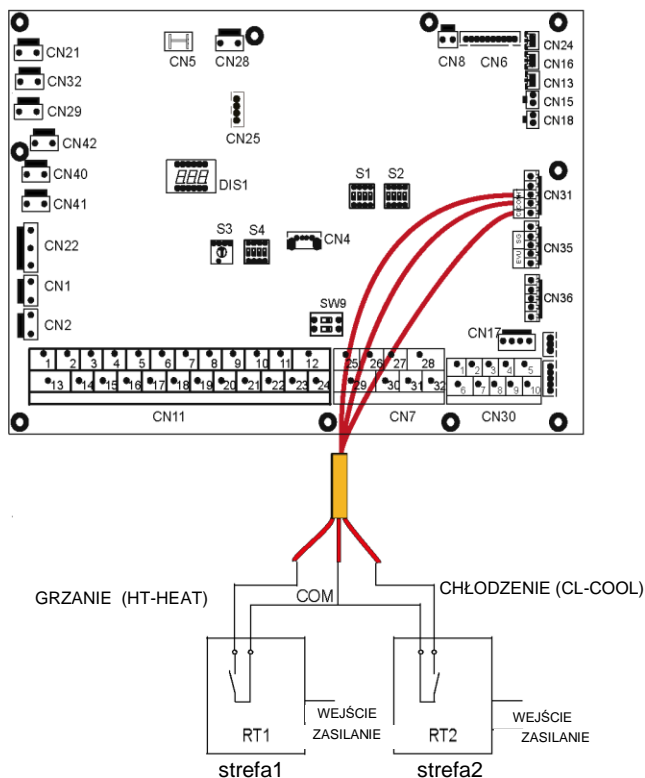 CN21
CN5
CN28
CN8
CN6
CN24
CN32
CN16
CN13
CN29
CN25
CN15
CN18
CN42
CN40
DIS1
S1
S2
CN31
CN41
S3
S4
CN4
CN22
SG
EVU
CN35
CN1
SW9
CN36
CN2
CN17
1 2 3 4 5 6 7 8 9 10 11 12
25 26 27 28
1 2 3 4 5
13 14 15 16 17 18 19 20 21 22 23 24
29 30 31 32
6 7 8 9 10
CN11
CN7
CN30
GRZANIE (HT-HEAT)
COM
CHŁODZENIE (CL-COOL)
RT1
WEJŚCIE
ZASILANIE
RT2
WEJŚCIE
ZASILANIE
strefa1
strefa2